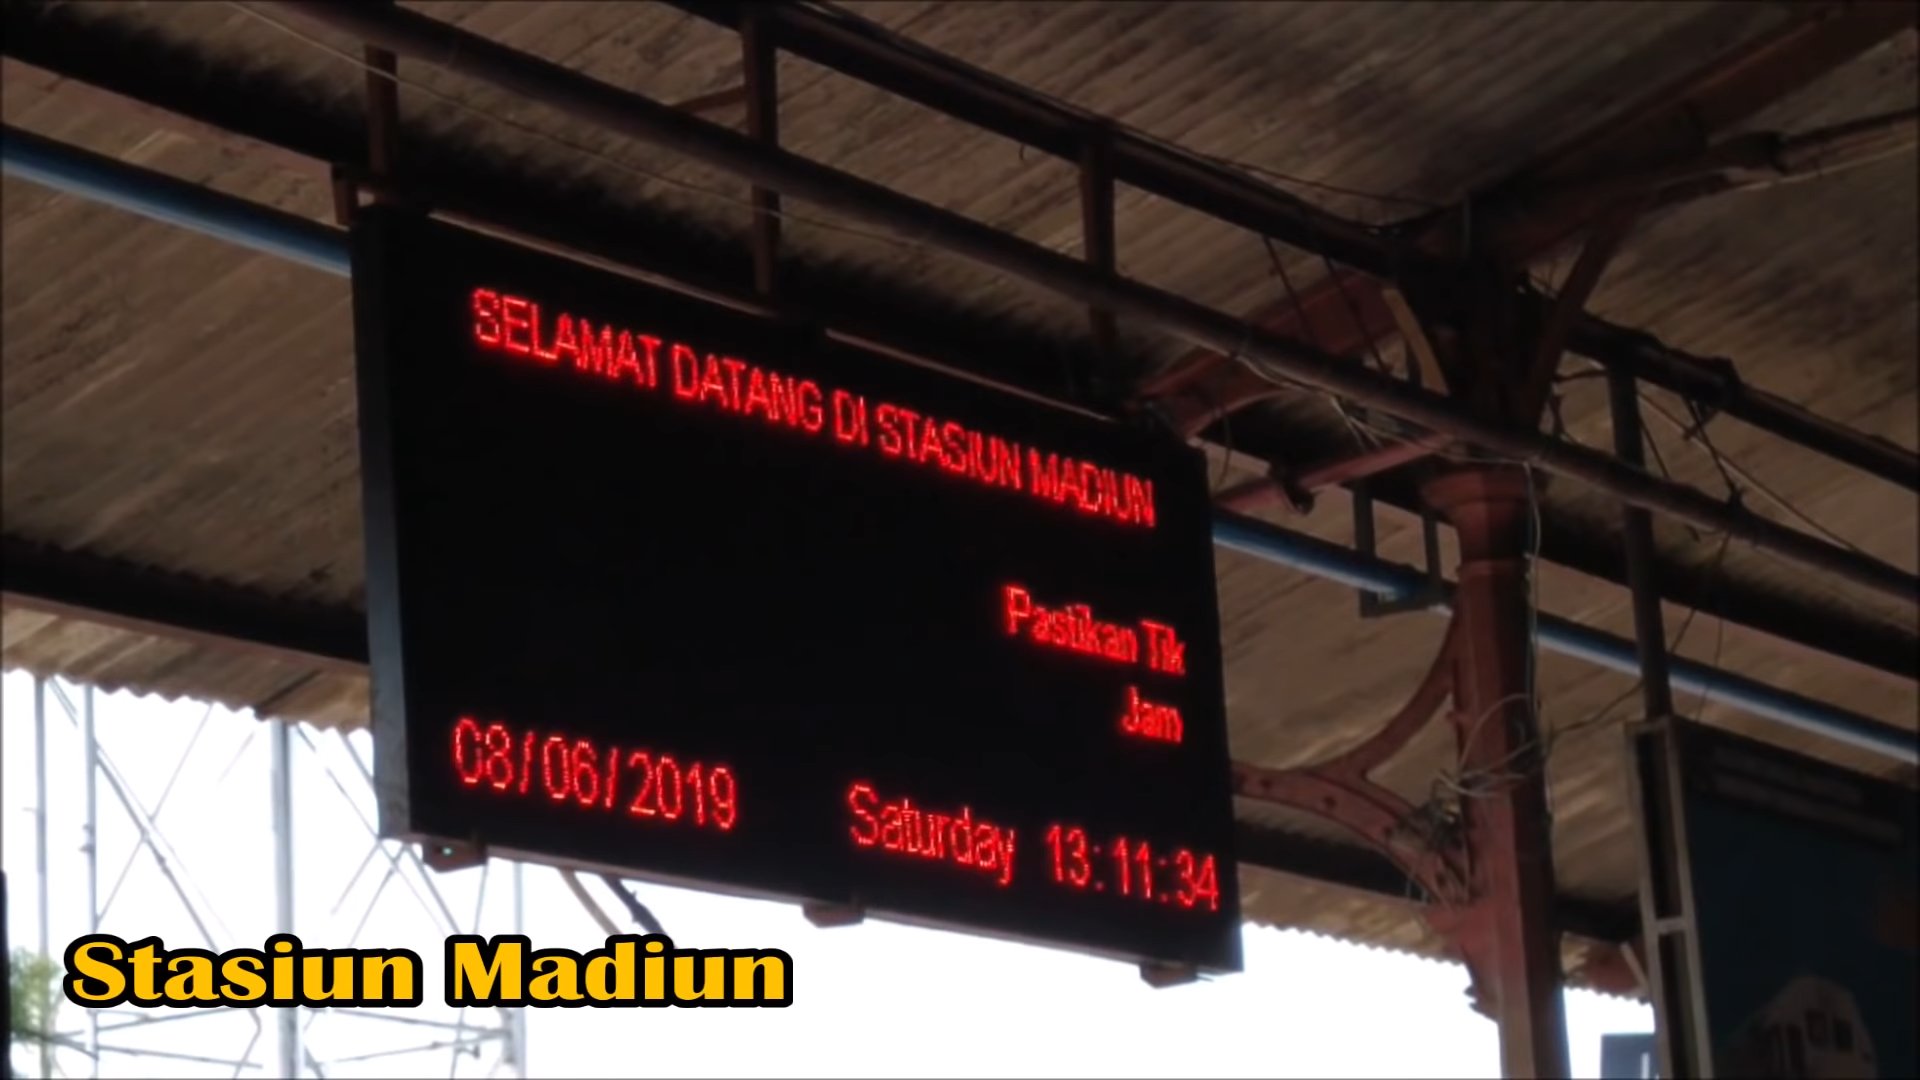 SELAMAT DATANG DI STASIUN MADIUN
Pastikan Tik
Jam
08/06/2019 Saturday 13:11:34
Stasiun Madiun